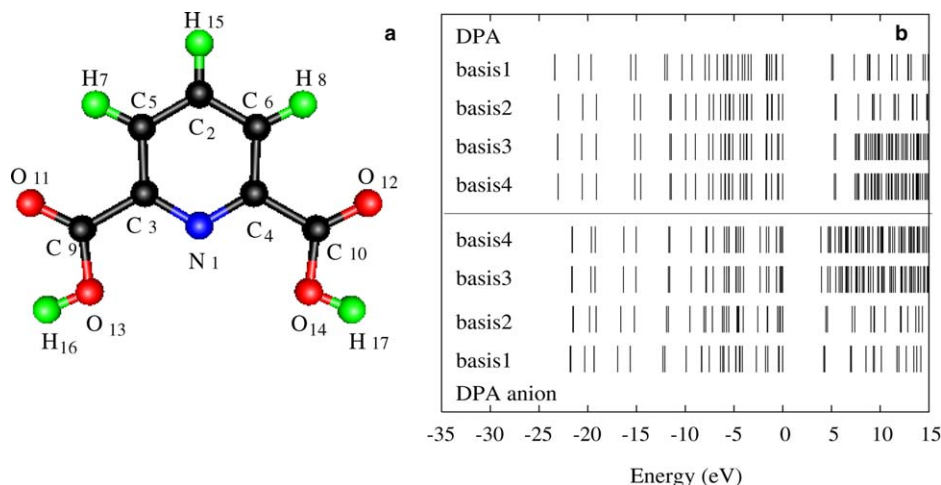 a
H 15
H7
H 8
C5
C 6
C 2
O 11
O 12
C 3
C4
C 9
C 10
N 1
H 16
O 13
O14
H 17
b
DPA
basis1
basis2
basis3
basis4
basis4
basis3
basis2
basis1
DPA anion
-35 -30 -25 -20 -15 -10 -5 0 5 10 15
Energy (eV)